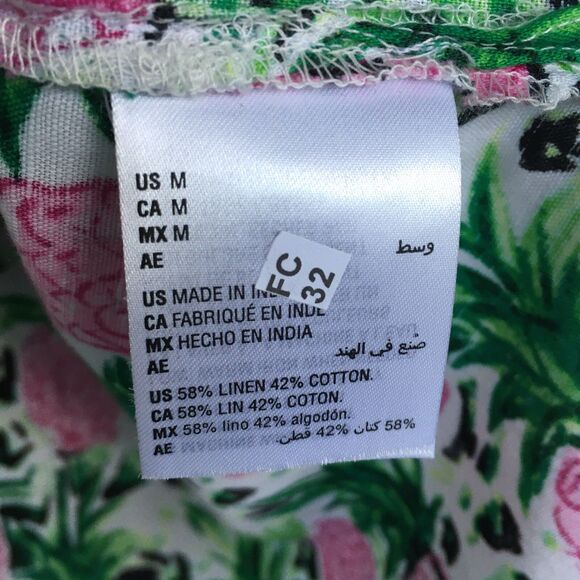 US M
CA M
MX M
AE وسط
FC
32
US MADE IN
CA FABRIQUÉ EN INDE
MX HECHO EN INDIA
AE صنع في الهند
US 58% LINEN 42% COTTON.
CA 58% LIN 42% COTON.
MX 58% lino 42% algodón.
AE 58% كتان 42% قطن.